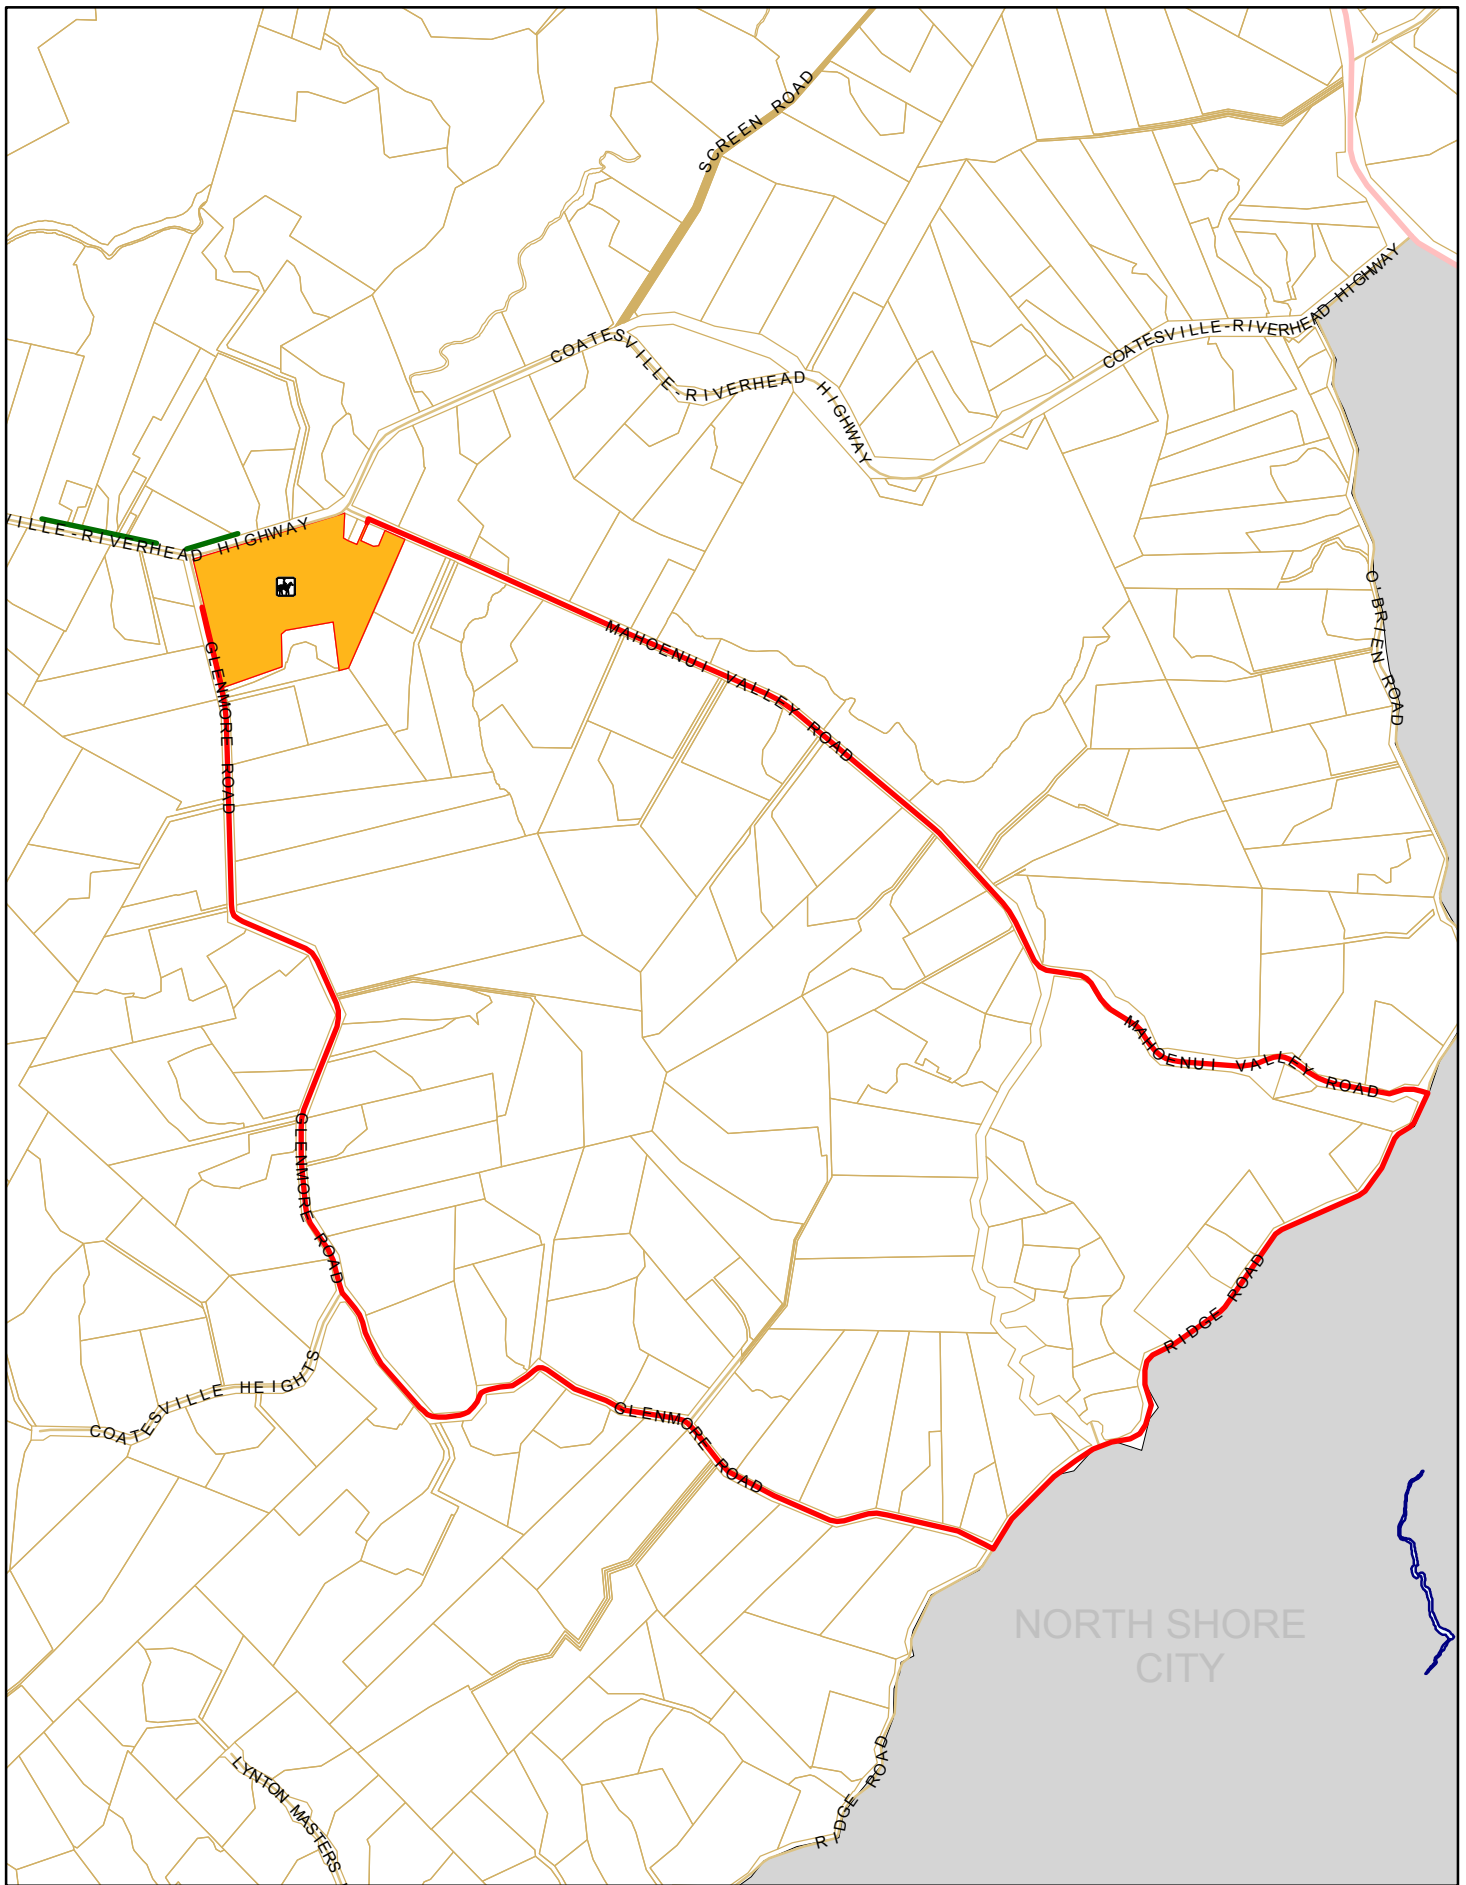 SCREEN ROAD
COATESVILLE-RIVERHEAD HIGHWAY
COATESVILLE-RIVERHEAD HIGHWAY
VILLE-RIVERHEAD HIGHWAY
O'BRIEN ROAD
MAHOENUI VALLEY ROAD
GLENMORE ROAD
MAHOENUI VALLEY ROAD
GLENMORE ROAD
RIDGE ROAD
COATESVILLE HEIGHTS
GLENMORE ROAD
NORTH SHORE
CITY
RIDGE ROAD
LYNTON MASTERS